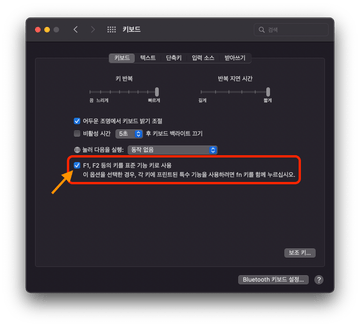 키보드
검색
키보드 텍스트 단축키 입력 소스 받아쓰기
키 반복 반복 지연 시간
끔 느리게 빠르게 길게 짧게
어두운 조명에서 키보드 밝기 조절
비활성 시간 5초 후 키보드 백라이트 끄기
눌러 다음을 실행: 동작 없음
F1, F2 등의 키를 표준 기능 키로 사용
이 옵션을 선택한 경우, 각 키에 프린트된 특수 기능을 사용하려면 fn 키를 함께 누르십시오.
보조 키...
Bluetooth 키보드 설정... ?